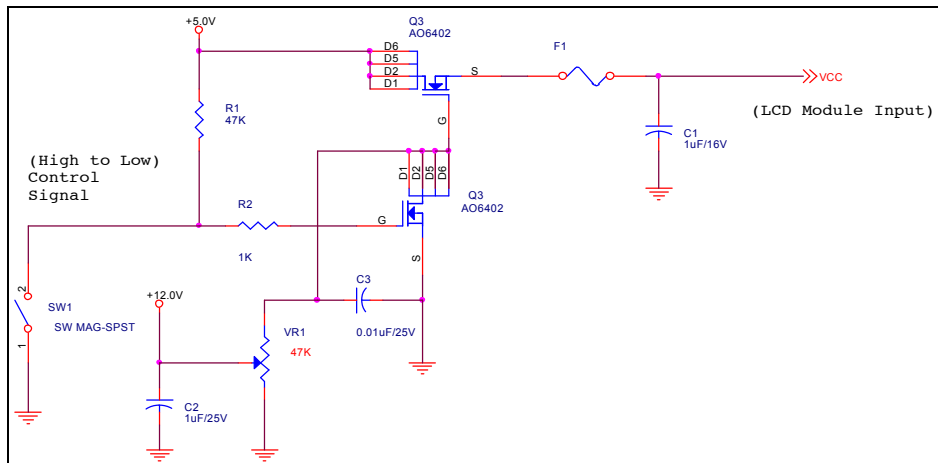 +5.0V
Q3
AO6402
D6
D5
D2
D1
S
G
F1
VCC
(LCD Module Input)
R1
47K
C1
1uF/16V
(High to Low)
Control
Signal
D1
D2
D5
D6
Q3
AO6402
R2
1K
G
S
2
SW1
SW MAG-SPST
1
+12.0V
C3
0.01uF/25V
VR1
47K
C2
1uF/25V